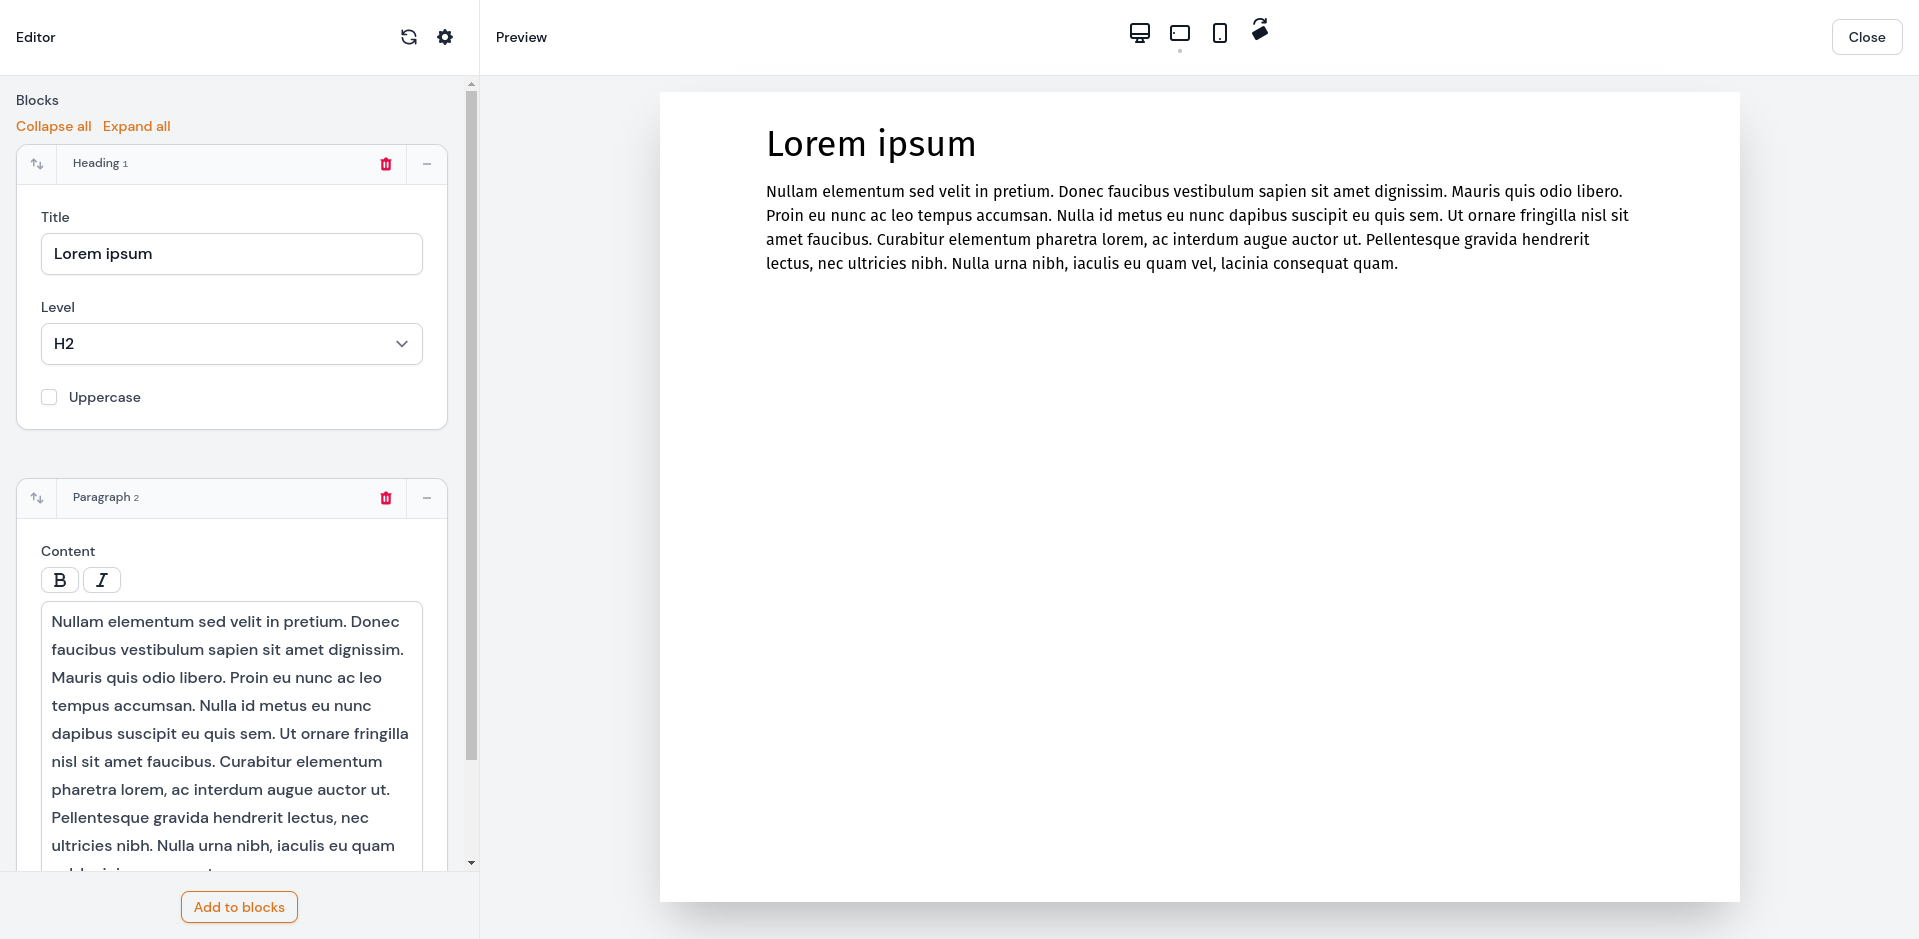 Editor
Preview
Close
Blocks
Collapse all Expand all
Heading 1
Title
Lorem ipsum
Level
H2
Uppercase
Paragraph 2
Content
B I
Nullam elementum sed velit in pretium. Donec
faucibus vestibulum sapien sit amet dignissim.
Mauris quis odio libero. Proin eu nunc ac leo
tempus accumsan. Nulla id metus eu nunc
dapibus suscipit eu quis sem. Ut ornare fringilla
nisl sit amet faucibus. Curabitur elementum
pharetra lorem, ac interdum augue auctor ut.
Pellentesque gravida hendrerit lectus, nec
ultricies nibh. Nulla urna nibh, iaculis eu quam
Add to blocks
Lorem ipsum
Nullam elementum sed velit in pretium. Donec faucibus vestibulum sapien sit amet dignissim. Mauris quis odio libero.
Proin eu nunc ac leo tempus accumsan. Nulla id metus eu nunc dapibus suscipit eu quis sem. Ut ornare fringilla nisl sit
amet faucibus. Curabitur elementum pharetra lorem, ac interdum augue auctor ut. Pellentesque gravida hendrerit
lectus, nec ultricies nibh. Nulla urna nibh, iaculis eu quam vel, lacinia consequat quam.